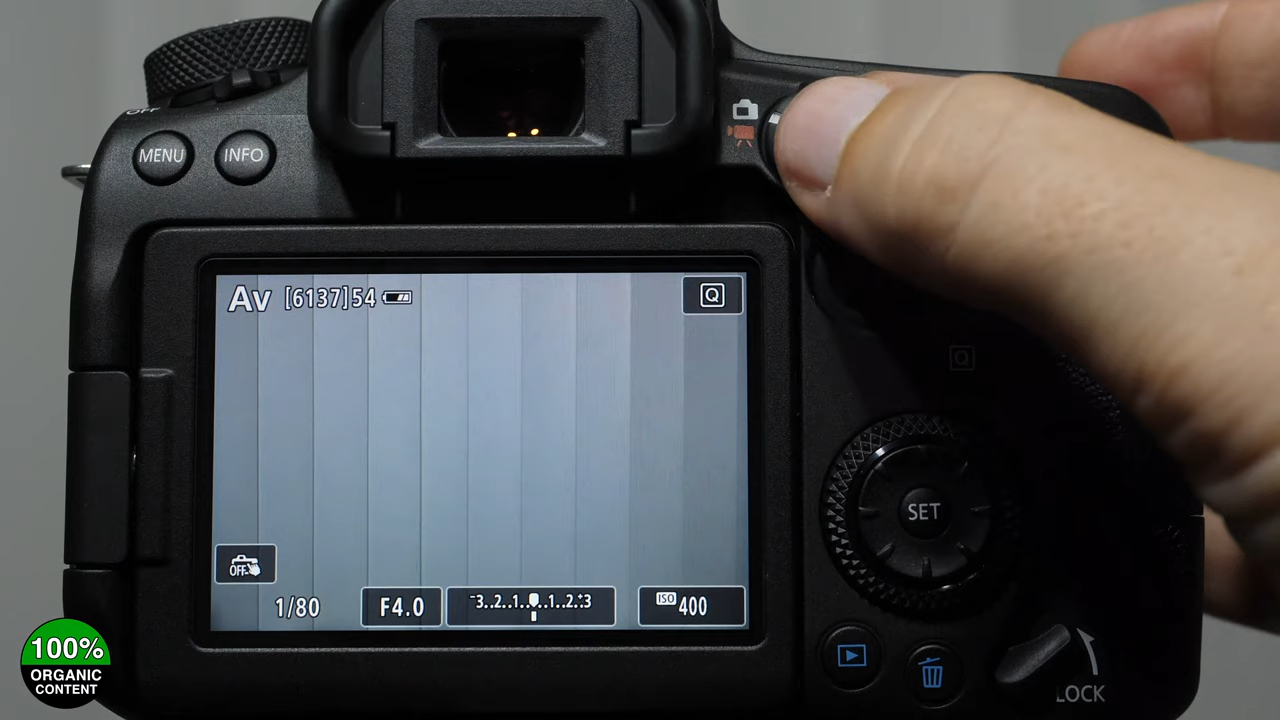 OFF
MENU
INFO
Av [6137]54
Q
Q
SET
OFF
1/80
F4.0
-3..2..1..0..1..2..+3
ISO 400
LOCK
100%
ORGANIC
CONTENT